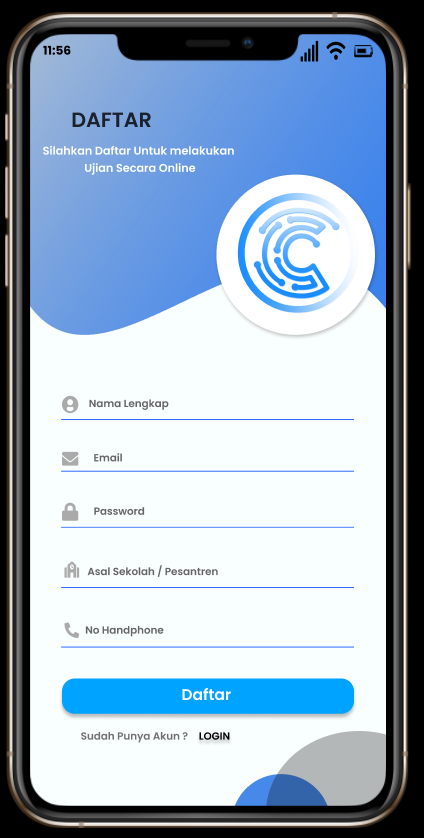 11:56
DAFTAR
Silahkan Daftar Untuk melakukan
Ujian Secara Online
Nama Lengkap
Email
Password
Asal Sekolah / Pesantren
No Handphone
Daftar
Sudah Punya Akun ? LOGIN